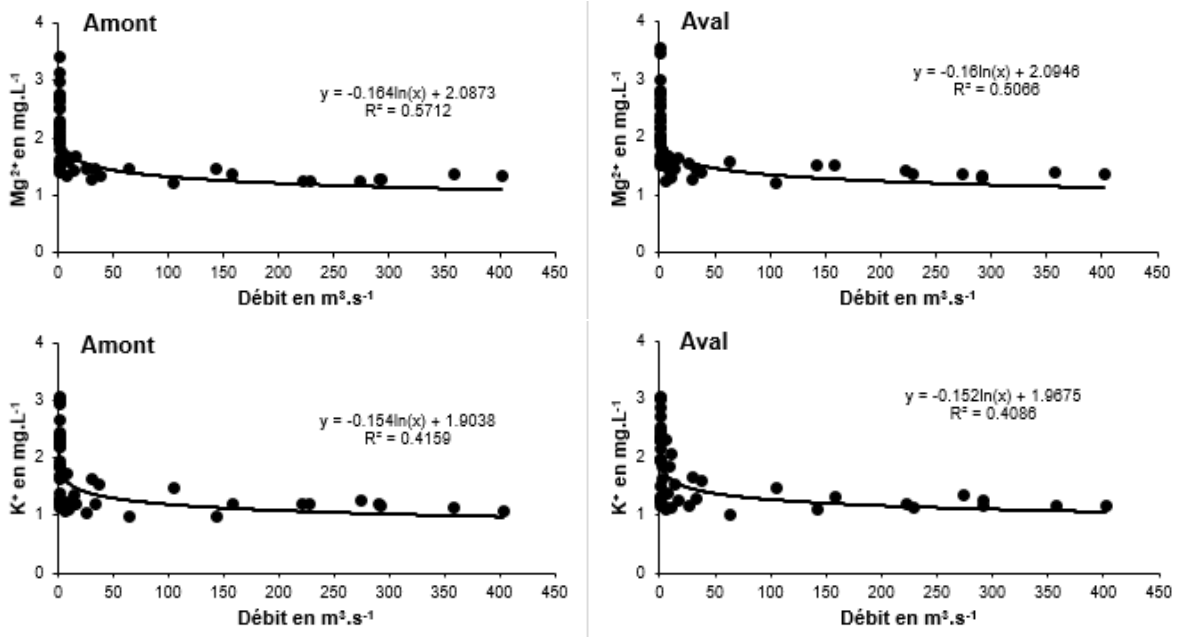 Amont
4
3
2
1
0
Mg²⁺ en mg.L⁻¹
y = -0.164ln(x) + 2.0873
R² = 0.5712
0 50 100 150 200 250 300 350 400 450
Débit en m³.s⁻¹
Aval
4
3
2
1
0
Mg²⁺ en mg.L⁻¹
y = -0.16ln(x) + 2.0946
R² = 0.5066
0 50 100 150 200 250 300 350 400 450
Débit en m³.s⁻¹
Amont
4
3
2
1
0
K⁺ en mg.L⁻¹
y = -0.154ln(x) + 1.9038
R² = 0.4159
0 50 100 150 200 250 300 350 400 450
Débit en m³.s⁻¹
Aval
4
3
2
1
0
K⁺ en mg.L⁻¹
y = -0.152ln(x) + 1.9675
R² = 0.4086
0 50 100 150 200 250 300 350 400 450
Débit en m³.s⁻¹